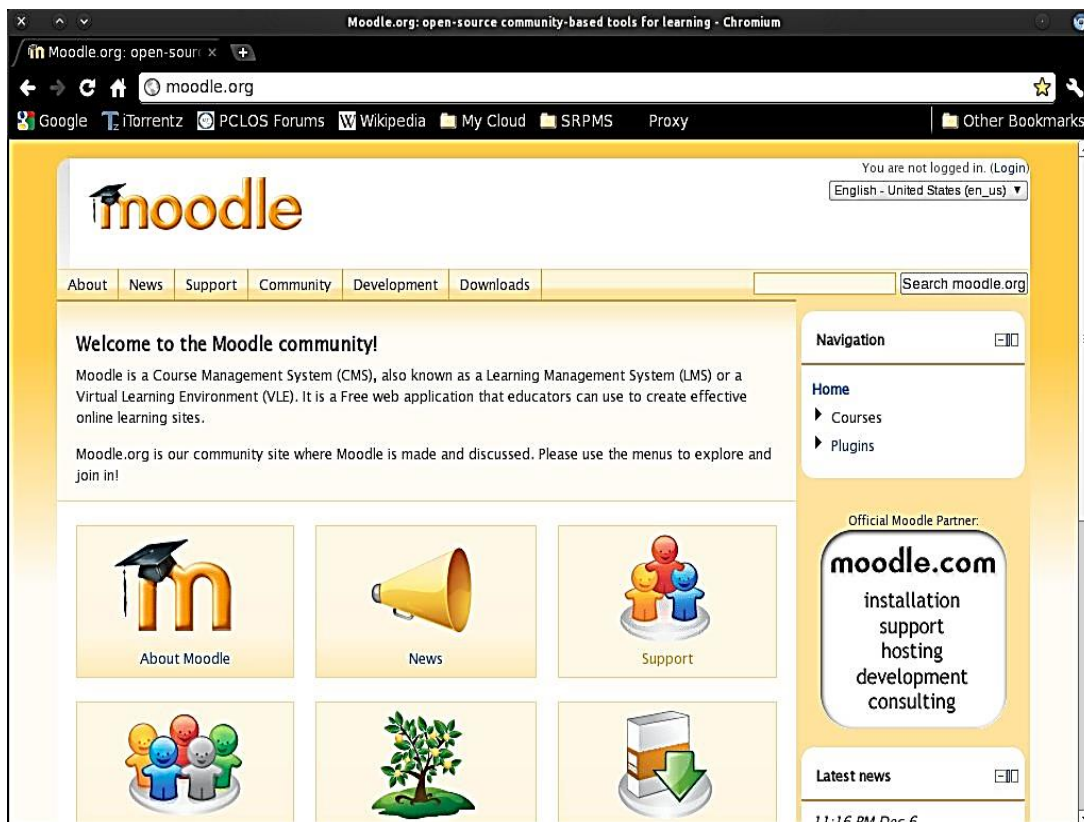 Moodle.org: open-source community-based tools for learning - Chromium
Moodle.org: open-sour
moodle.org
Google iTorrentz PCLOS Forums Wikipedia My Cloud SRPMS Proxy Other Bookmarks
You are not logged in. (Login)
moodle
English - United States (en_us)
About News Support Community Development Downloads Search moodle.org
Welcome to the Moodle community!
Moodle is a Course Management System (CMS), also known as a Learning Management System (LMS) or a
Virtual Learning Environment (VLE). It is a Free web application that educators can use to create effective
online learning sites.
Moodle.org is our community site where Moodle is made and discussed. Please use the menus to explore and
join in!
Navigation
Home
Courses
Plugins
m
About Moodle
News
Support
Official Moodle Partner:
moodle.com
installation
support
hosting
development
consulting
Latest news
11:16 PM Dec 6